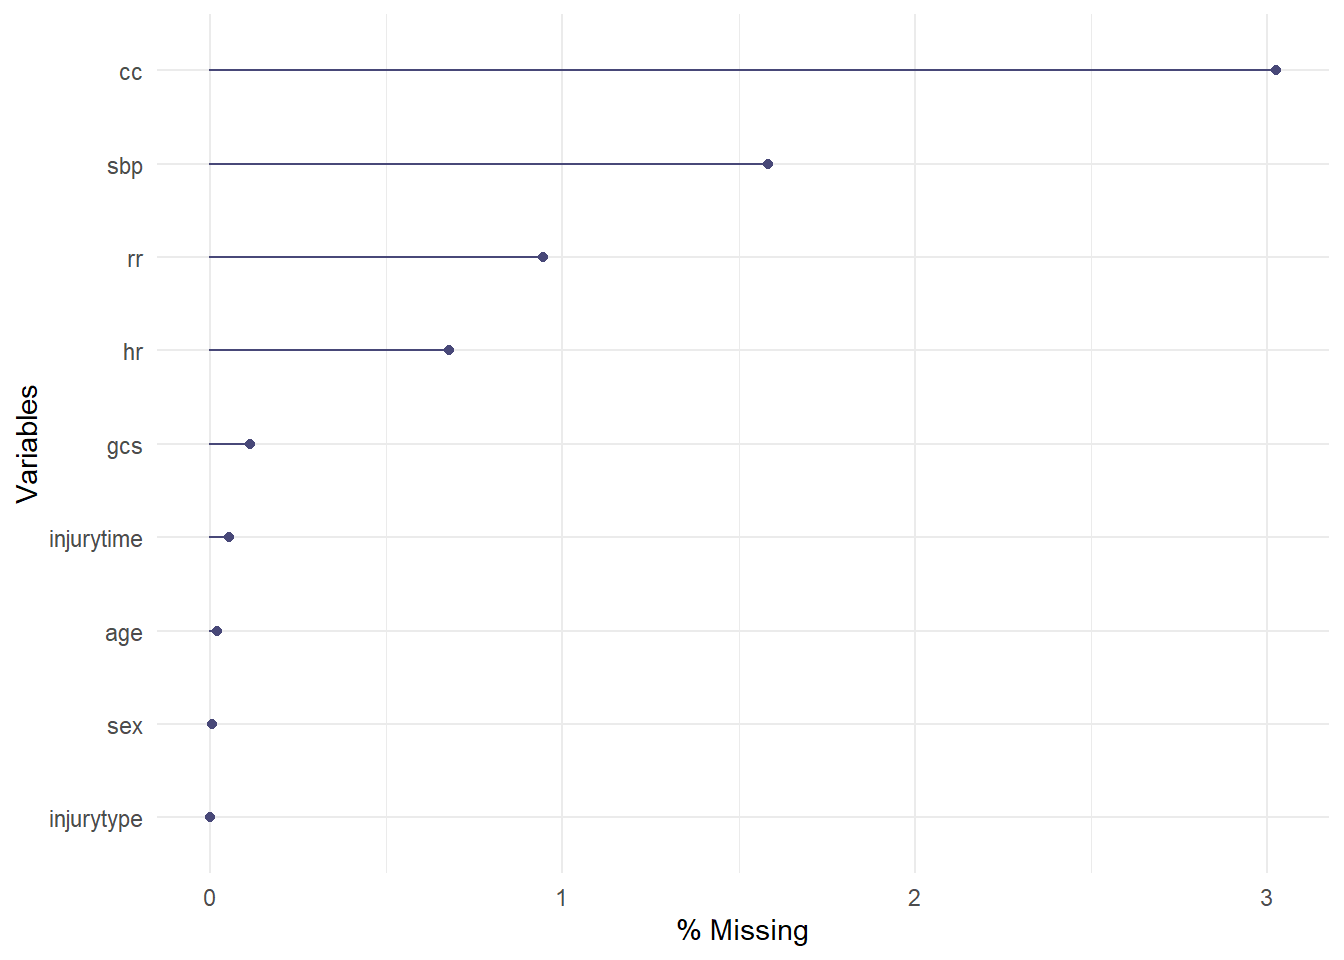 cc
sbp
rr
hr
gcs
injurytime
age
sex
injurytype
Variables
0 1 2 3
% Missing